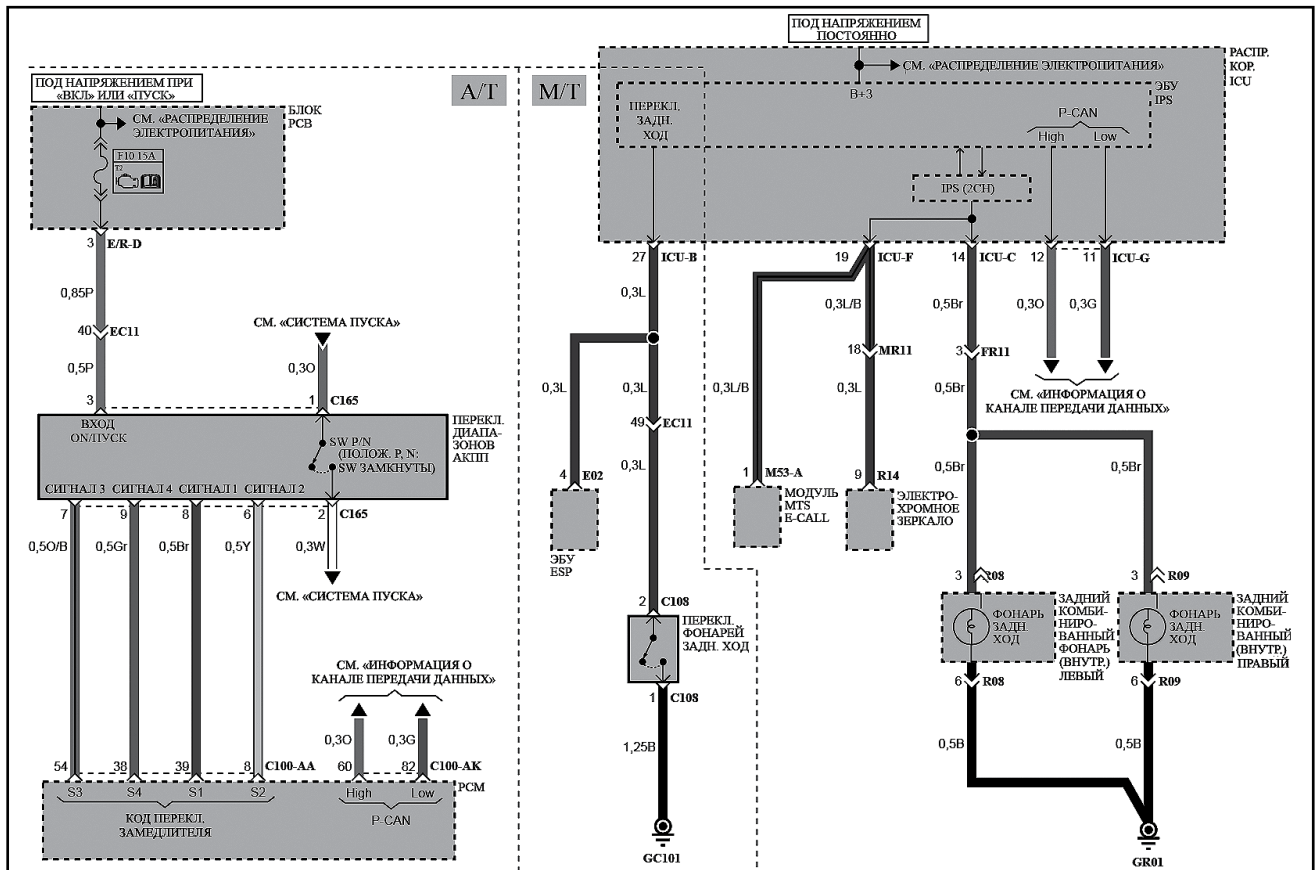 ПОД НАПРЯЖЕНИЕМ
ПОСТОЯННО
РАСПР.
КОР.
ICU
СМ. «РАСПРЕДЕЛЕНИЕ ЭЛЕКТРОПИТАНИЯ»
B+3
ЭБУ
IPS
ПЕРЕКЛ.
ЗАДН.
ХОД
P-CAN
High
Low
IPS (2CH)
A/T
M/T
ПОД НАПРЯЖЕНИЕМ ПРИ
«ВКЛ» ИЛИ «ПУСК»
БЛОК
PCB
СМ. «РАСПРЕДЕЛЕНИЕ
ЭЛЕКТРОПИТАНИЯ»
F10 15A
T2
3 E/R-D
0,85P
40 EC11
0,5P
3
СМ. «СИСТЕМА ПУСКА»
0,3O
1 C165
ВХОД
ON/ПУСК
SW P/N
(ПОЛОЖ. P, N:
SW ЗАМКНУТЫ)
ПЕРЕКЛ.
ДИАПА-
ЗОНОВ
АКПП
СИГНАЛ 3
СИГНАЛ 4
СИГНАЛ 1
СИГНАЛ 2
7
9
8
6
2 C165
0,5O/B
0,5Gr
0,5Br
0,5Y
0,3W
СМ. «СИСТЕМА ПУСКА»
СМ. «ИНФОРМАЦИЯ О
КАНАЛЕ ПЕРЕДАЧИ ДАННЫХ»
0,3O
0,3G
54
38
39
8 C100-AA
60
82 C100-AK
PCM
S3
S4
S1
S2
High
Low
КОД ПЕРЕКЛ.
ЗАМЕДЛИТЕЛЯ
P-CAN
27 ICU-B
19 ICU-F
14 ICU-C
12
11 ICU-G
0,3L
0,3L/B
0,5Br
0,3O
0,3G
18 MR11
3 FR11
0,3L
0,3L
0,3L/B
0,3L
0,5Br
СМ. «ИНФОРМАЦИЯ О
КАНАЛЕ ПЕРЕДАЧИ ДАННЫХ»
49 EC11
0,3L
0,5Br
0,5Br
4 E02
1 M53-A
9 R14
ЭБУ
ESP
МОДУЛЬ
MTS
E-CALL
ЭЛЕКТРО-
ХРОМНОЕ
ЗЕРКАЛО
2 C108
ПЕРЕКЛ.
ФОНАРЕЙ
ЗАДН. ХОД
1 C108
1,25B
GC101
3 R08
3 R09
ФОНАРЬ
ЗАДН.
ХОД
ЗАДНИЙ
КОМБИ-
НИРО-
ВАННЫЙ
ФОНАРЬ
(ВНУТР.)
ЛЕВЫЙ
ФОНАРЬ
ЗАДН.
ХОД
ЗАДНИЙ
КОМБИ-
НИРО-
ВАННЫЙ
(ВНУТР.)
ПРАВЫЙ
6 R08
6 R09
0,5B
0,5B
GR01